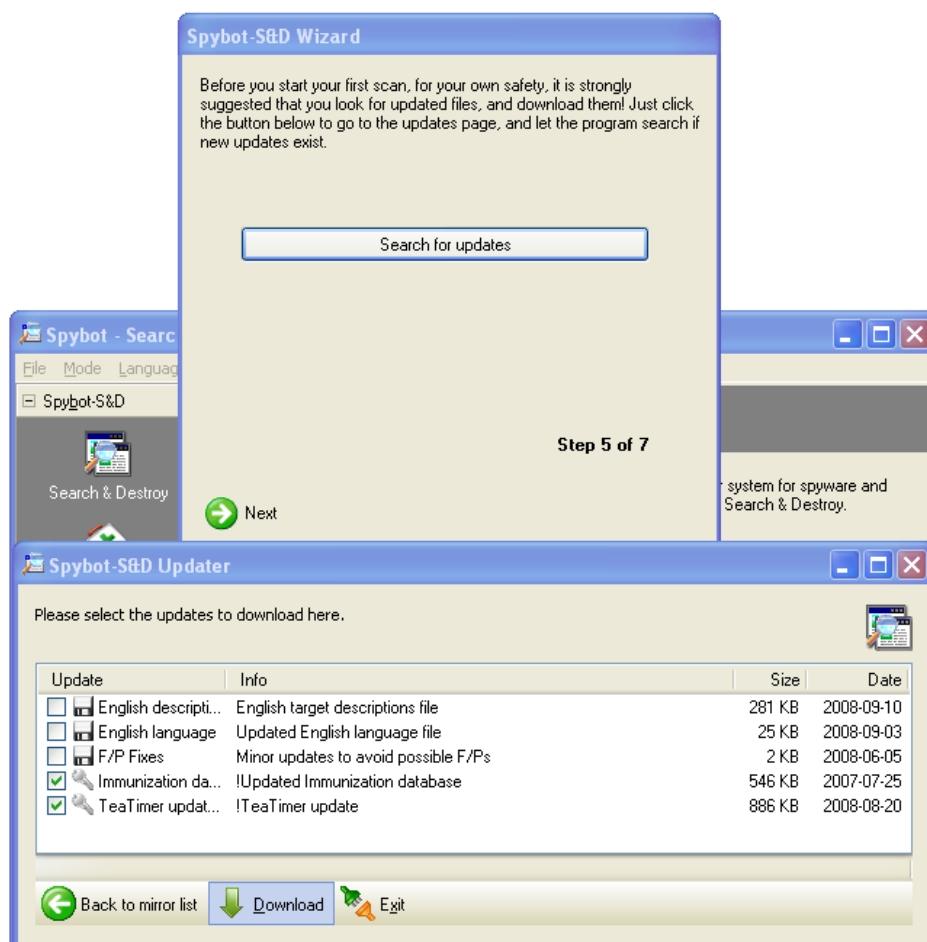 Spybot-S&D Wizard
Before you start your first scan, for your own safety, it is strongly
suggested that you look for updated files, and download them! Just click
the button below to go to the updates page, and let the program search if
new updates exist.
Search for updates
Spybot - Searc
File Mode Languag
Spybot-S&D
Step 5 of 7
Search & Destroy
system for spyware and
Search & Destroy.
Next
Spybot-S&D Updater
Please select the updates to download here.
Update Info Size Date
English descripti... English target descriptions file 281 KB 2008-09-10
English language Updated English language file 25 KB 2008-09-03
F/P Fixes Minor updates to avoid possible F/Ps 2 KB 2008-06-05
Immunization da... !Updated Immunization database 546 KB 2007-07-25
TeaTimer updat... !TeaTimer update 886 KB 2008-08-20
Back to mirror list Download Exit